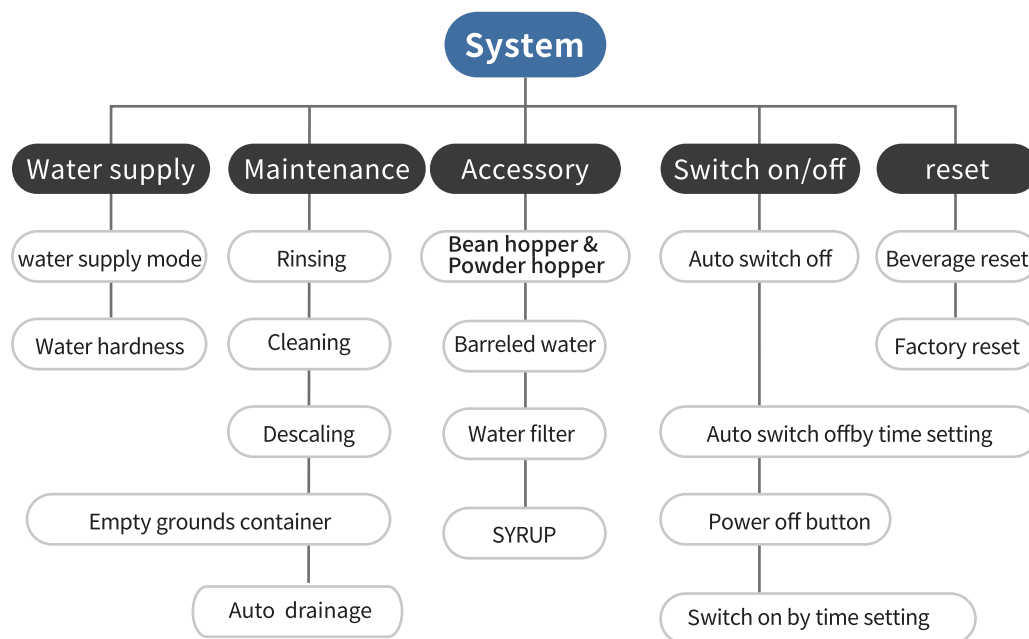 System
Water supply
Maintenance
Accessory
Switch on/off
reset
water supply mode
Rinsing
Bean hopper &
Powder hopper
Auto switch off
Beverage reset
Water hardness
Cleaning
Barreled water
Factory reset
Descaling
Water filter
Auto switch offby time setting
Empty grounds container
SYRUP
Power off button
Auto drainage
Switch on by time setting